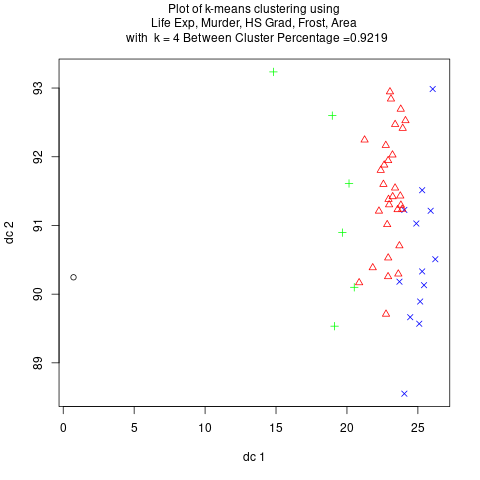 Plot of k-means clustering using
Life Exp, Murder, HS Grad, Frost, Area
with k = 4 Between Cluster Percentage =0.9219
93
92
91
90
89
dc 2
0 5 10 15 20 25
dc 1